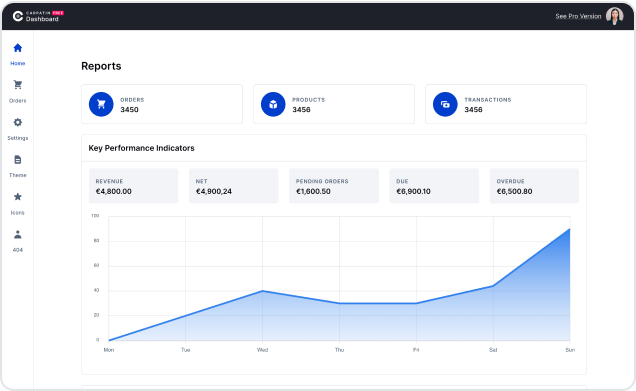 CARPATIN FREE
Dashboard
See Pro Version
Home
Orders
Settings
Theme
Icons
404
Reports
ORDERS
3450
PRODUCTS
3456
TRANSACTIONS
3456
Key Performance Indicators
REVENUE
€4,800.00
NET
€4,900,24
PENDING ORDERS
€1,600.50
DUE
€6,900.10
OVERDUE
€6,500.80
100
80
60
40
20
0
Mon Tue Wed Thu Fri Sat Sun